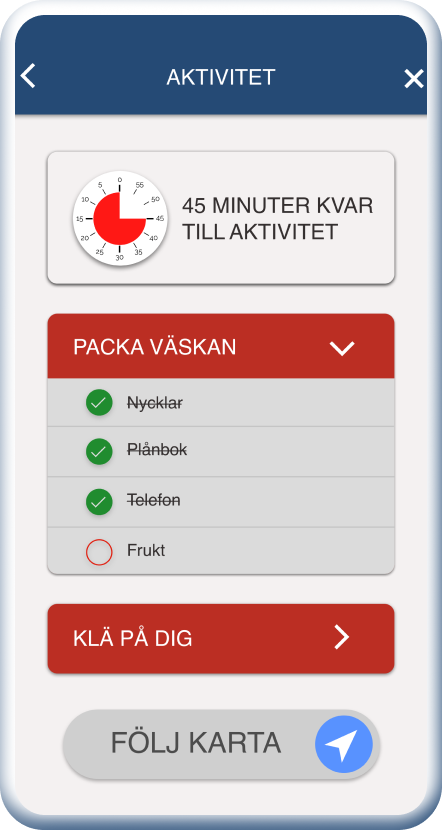 AKTIVITET
0
5 55
10 50
15 45
20 40
25 35
30
45 MINUTER KVAR
TILL AKTIVITET
PACKA VÄSKAN
Nycklar
Plånbok
Telefon
Frukt
KLÄ PÅ DIG
FÖLJ KARTA